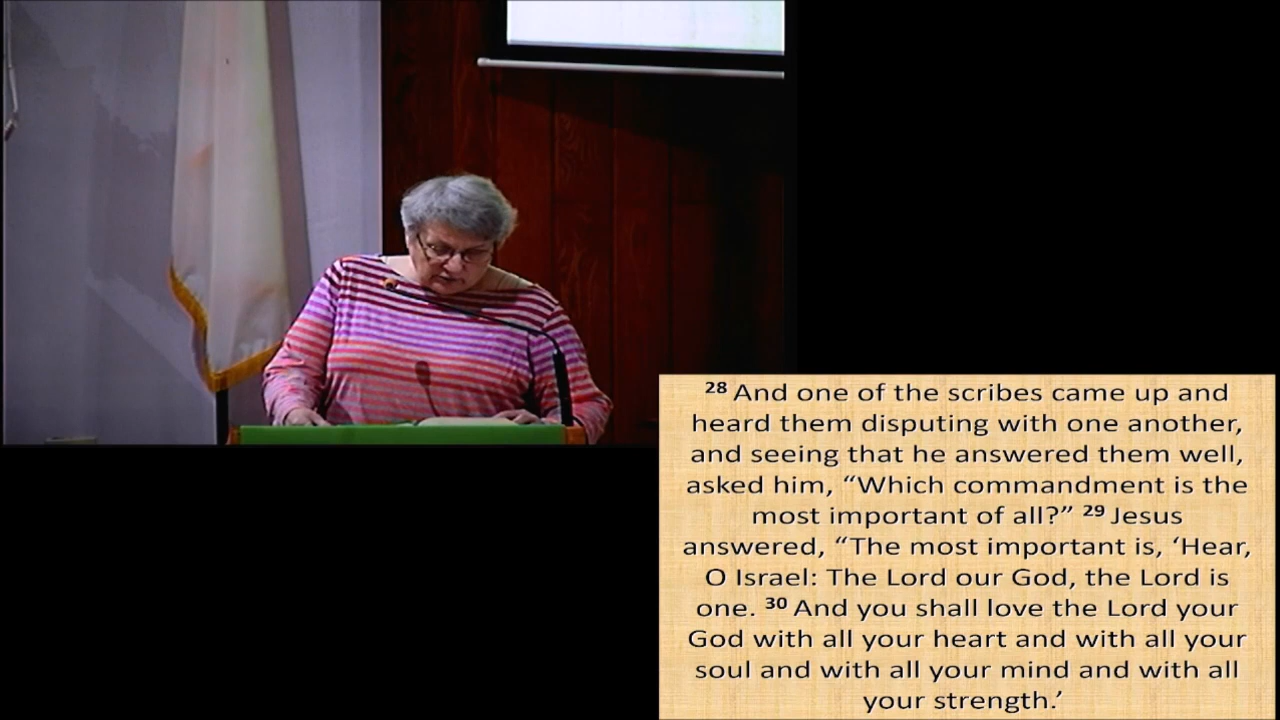 28 And one of the scribes came up and
heard them disputing with one another,
and seeing that he answered them well,
asked him, “Which commandment is the
most important of all?” 29 Jesus
answered, “The most important is, ‘Hear,
O Israel: The Lord our God, the Lord is
one. 30 And you shall love the Lord your
God with all your heart and with all your
soul and with all your mind and with all
your strength.’